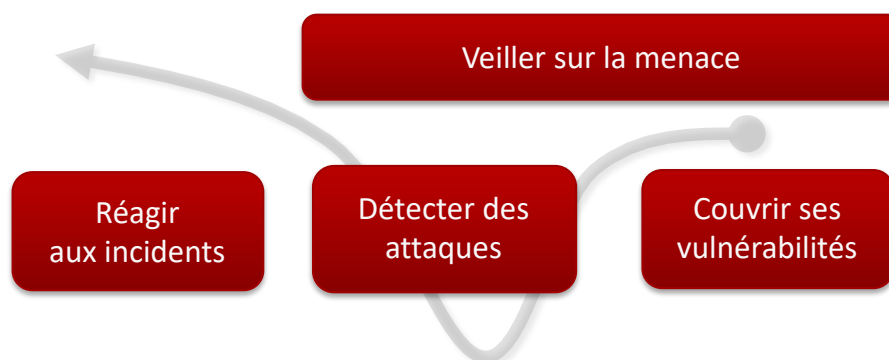 Veiller sur la menace
Réagir
aux incidents
Détecter des
attaques
Couvrir ses
vulnérabilités